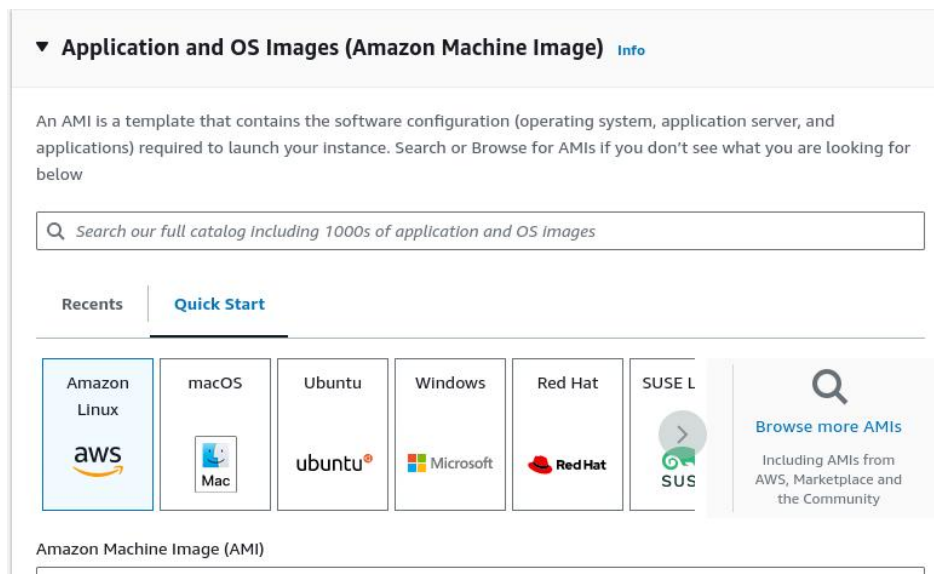 ▼ Application and OS Images (Amazon Machine Image) Info
An AMI is a template that contains the software configuration (operating system, application server, and
applications) required to launch your instance. Search or Browse for AMIs if you don't see what you are looking for
below
Search our full catalog including 1000s of application and OS images
Recents
Quick Start
Amazon
Linux
aws
macOS
Mac
Ubuntu
ubuntu®
Windows
Microsoft
Red Hat
Red Hat
SUSE L
SUS
Browse more AMIs
Including AMIs from
AWS, Marketplace and
the Community
Amazon Machine Image (AMI)